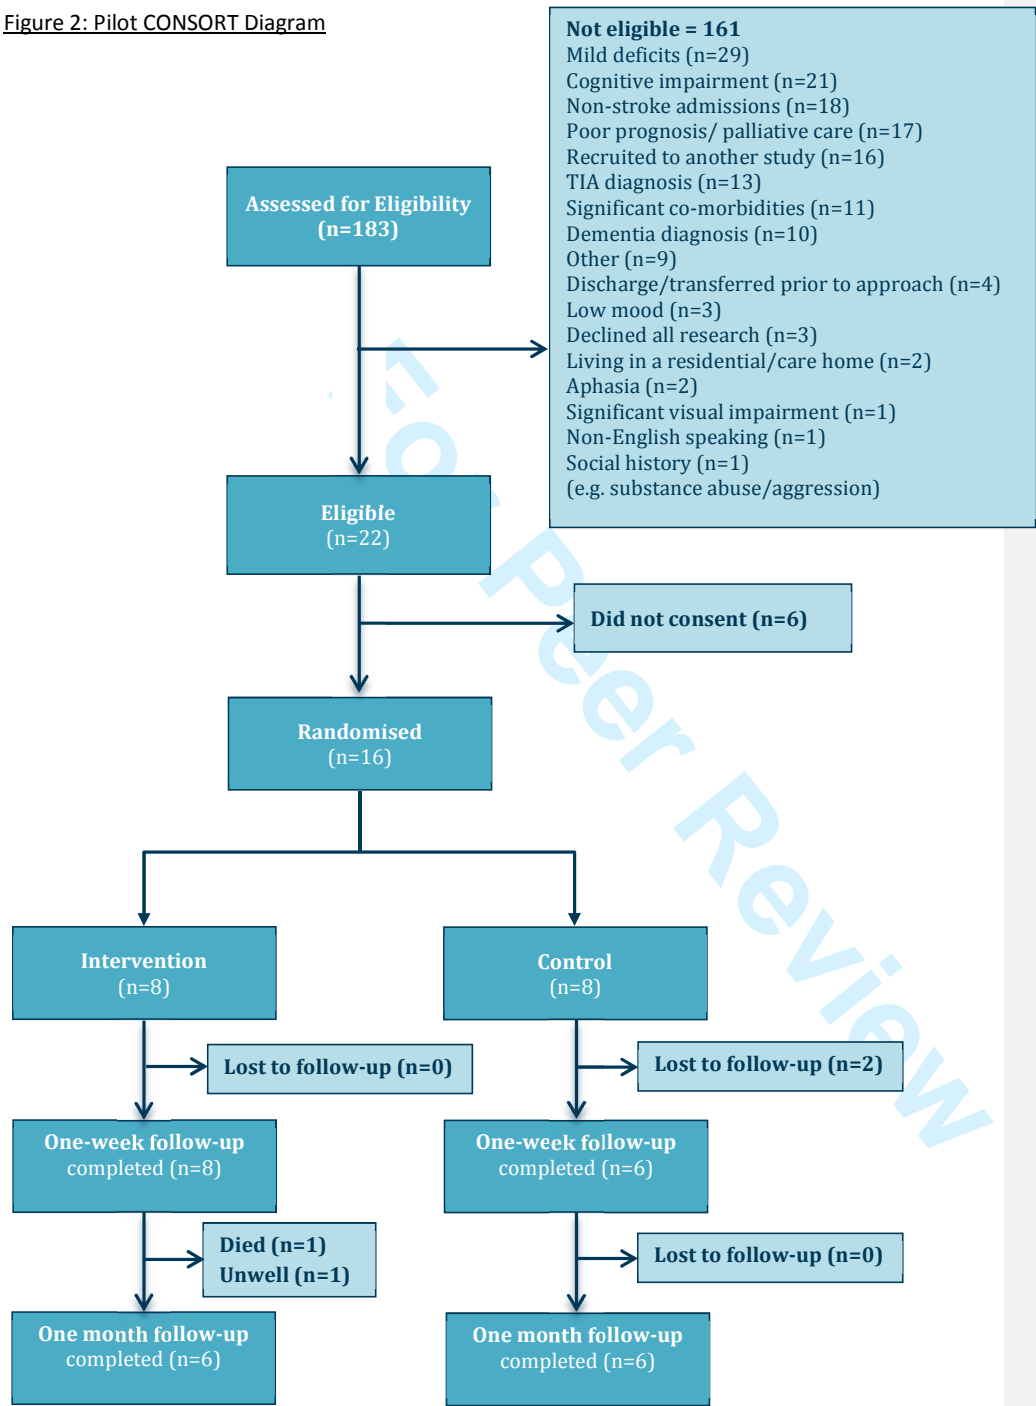 Figure 2: Pilot CONSORT Diagram
Not eligible = 161
Mild deficits (n=29)
Cognitive impairment (n=21)
Non-stroke admissions (n=18)
Poor prognosis/ palliative care (n=17)
Recruited to another study (n=16)
TIA diagnosis (n=13)
Significant co-morbidities (n=11)
Dementia diagnosis (n=10)
Other (n=9)
Discharge/transferred prior to approach (n=4)
Low mood (n=3)
Declined all research (n=3)
Living in a residential/care home (n=2)
Aphasia (n=2)
Significant visual impairment (n=1)
Non-English speaking (n=1)
Social history (n=1)
(e.g. substance abuse/aggression)
Assessed for Eligibility
(n=183)
Eligible
(n=22)
Did not consent (n=6)
Randomised
(n=16)
Intervention
(n=8)
Control
(n=8)
Lost to follow-up (n=0)
Lost to follow-up (n=2)
One-week follow-up
completed (n=8)
One-week follow-up
completed (n=6)
Died (n=1)
Unwell (n=1)
Lost to follow-up (n=0)
One month follow-up
completed (n=6)
One month follow-up
completed (n=6)
For Peer Review